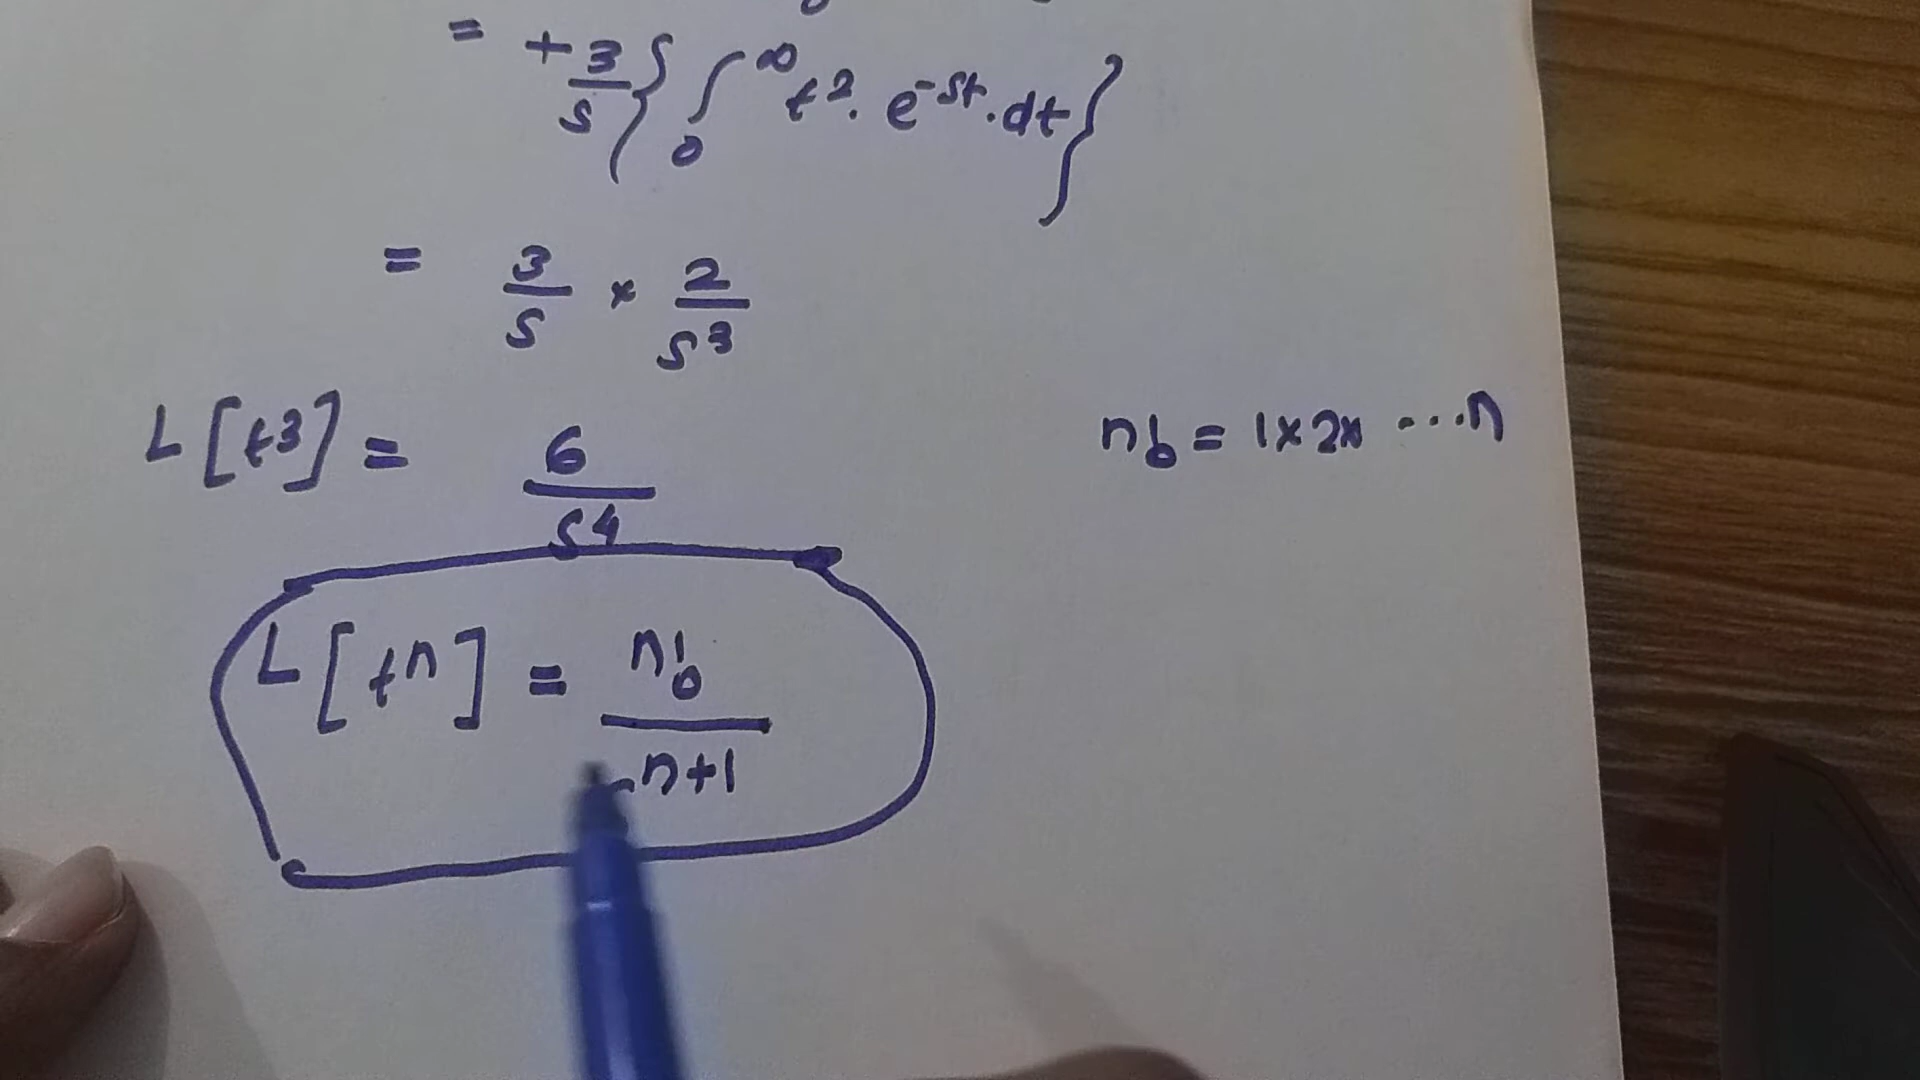 = +3/s { ∫₀^∞ t². e^-st. dt }
= 3/s × 2/s³
L[t³] = 6/s⁴
n! = 1×2× ...n
L[tⁿ] = n!/s^n+1